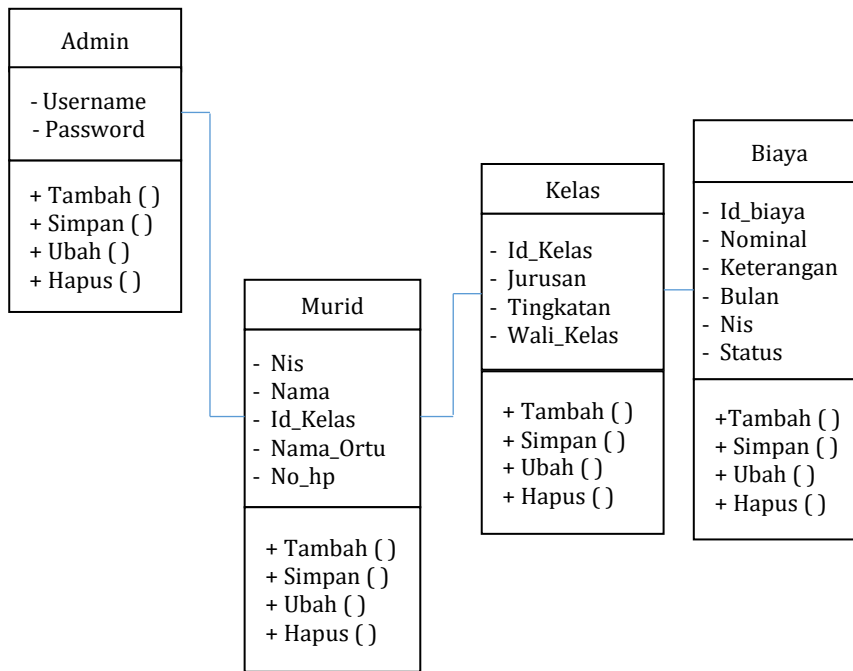 Admin
- Username
- Password
+ Tambah ( )
+ Simpan ( )
+ Ubah ( )
+ Hapus ( )
Murid
- Nis
- Nama
- Id_Kelas
- Nama_Ortu
- No_hp
+ Tambah ( )
+ Simpan ( )
+ Ubah ( )
+ Hapus ( )
Kelas
- Id_Kelas
- Jurusan
- Tingkatan
- Wali_Kelas
+ Tambah ( )
+ Simpan ( )
+ Ubah ( )
+ Hapus ( )
Biaya
- Id_biaya
- Nominal
- Keterangan
- Bulan
- Nis
- Status
+Tambah ( )
+ Simpan ( )
+ Ubah ( )
+ Hapus ( )